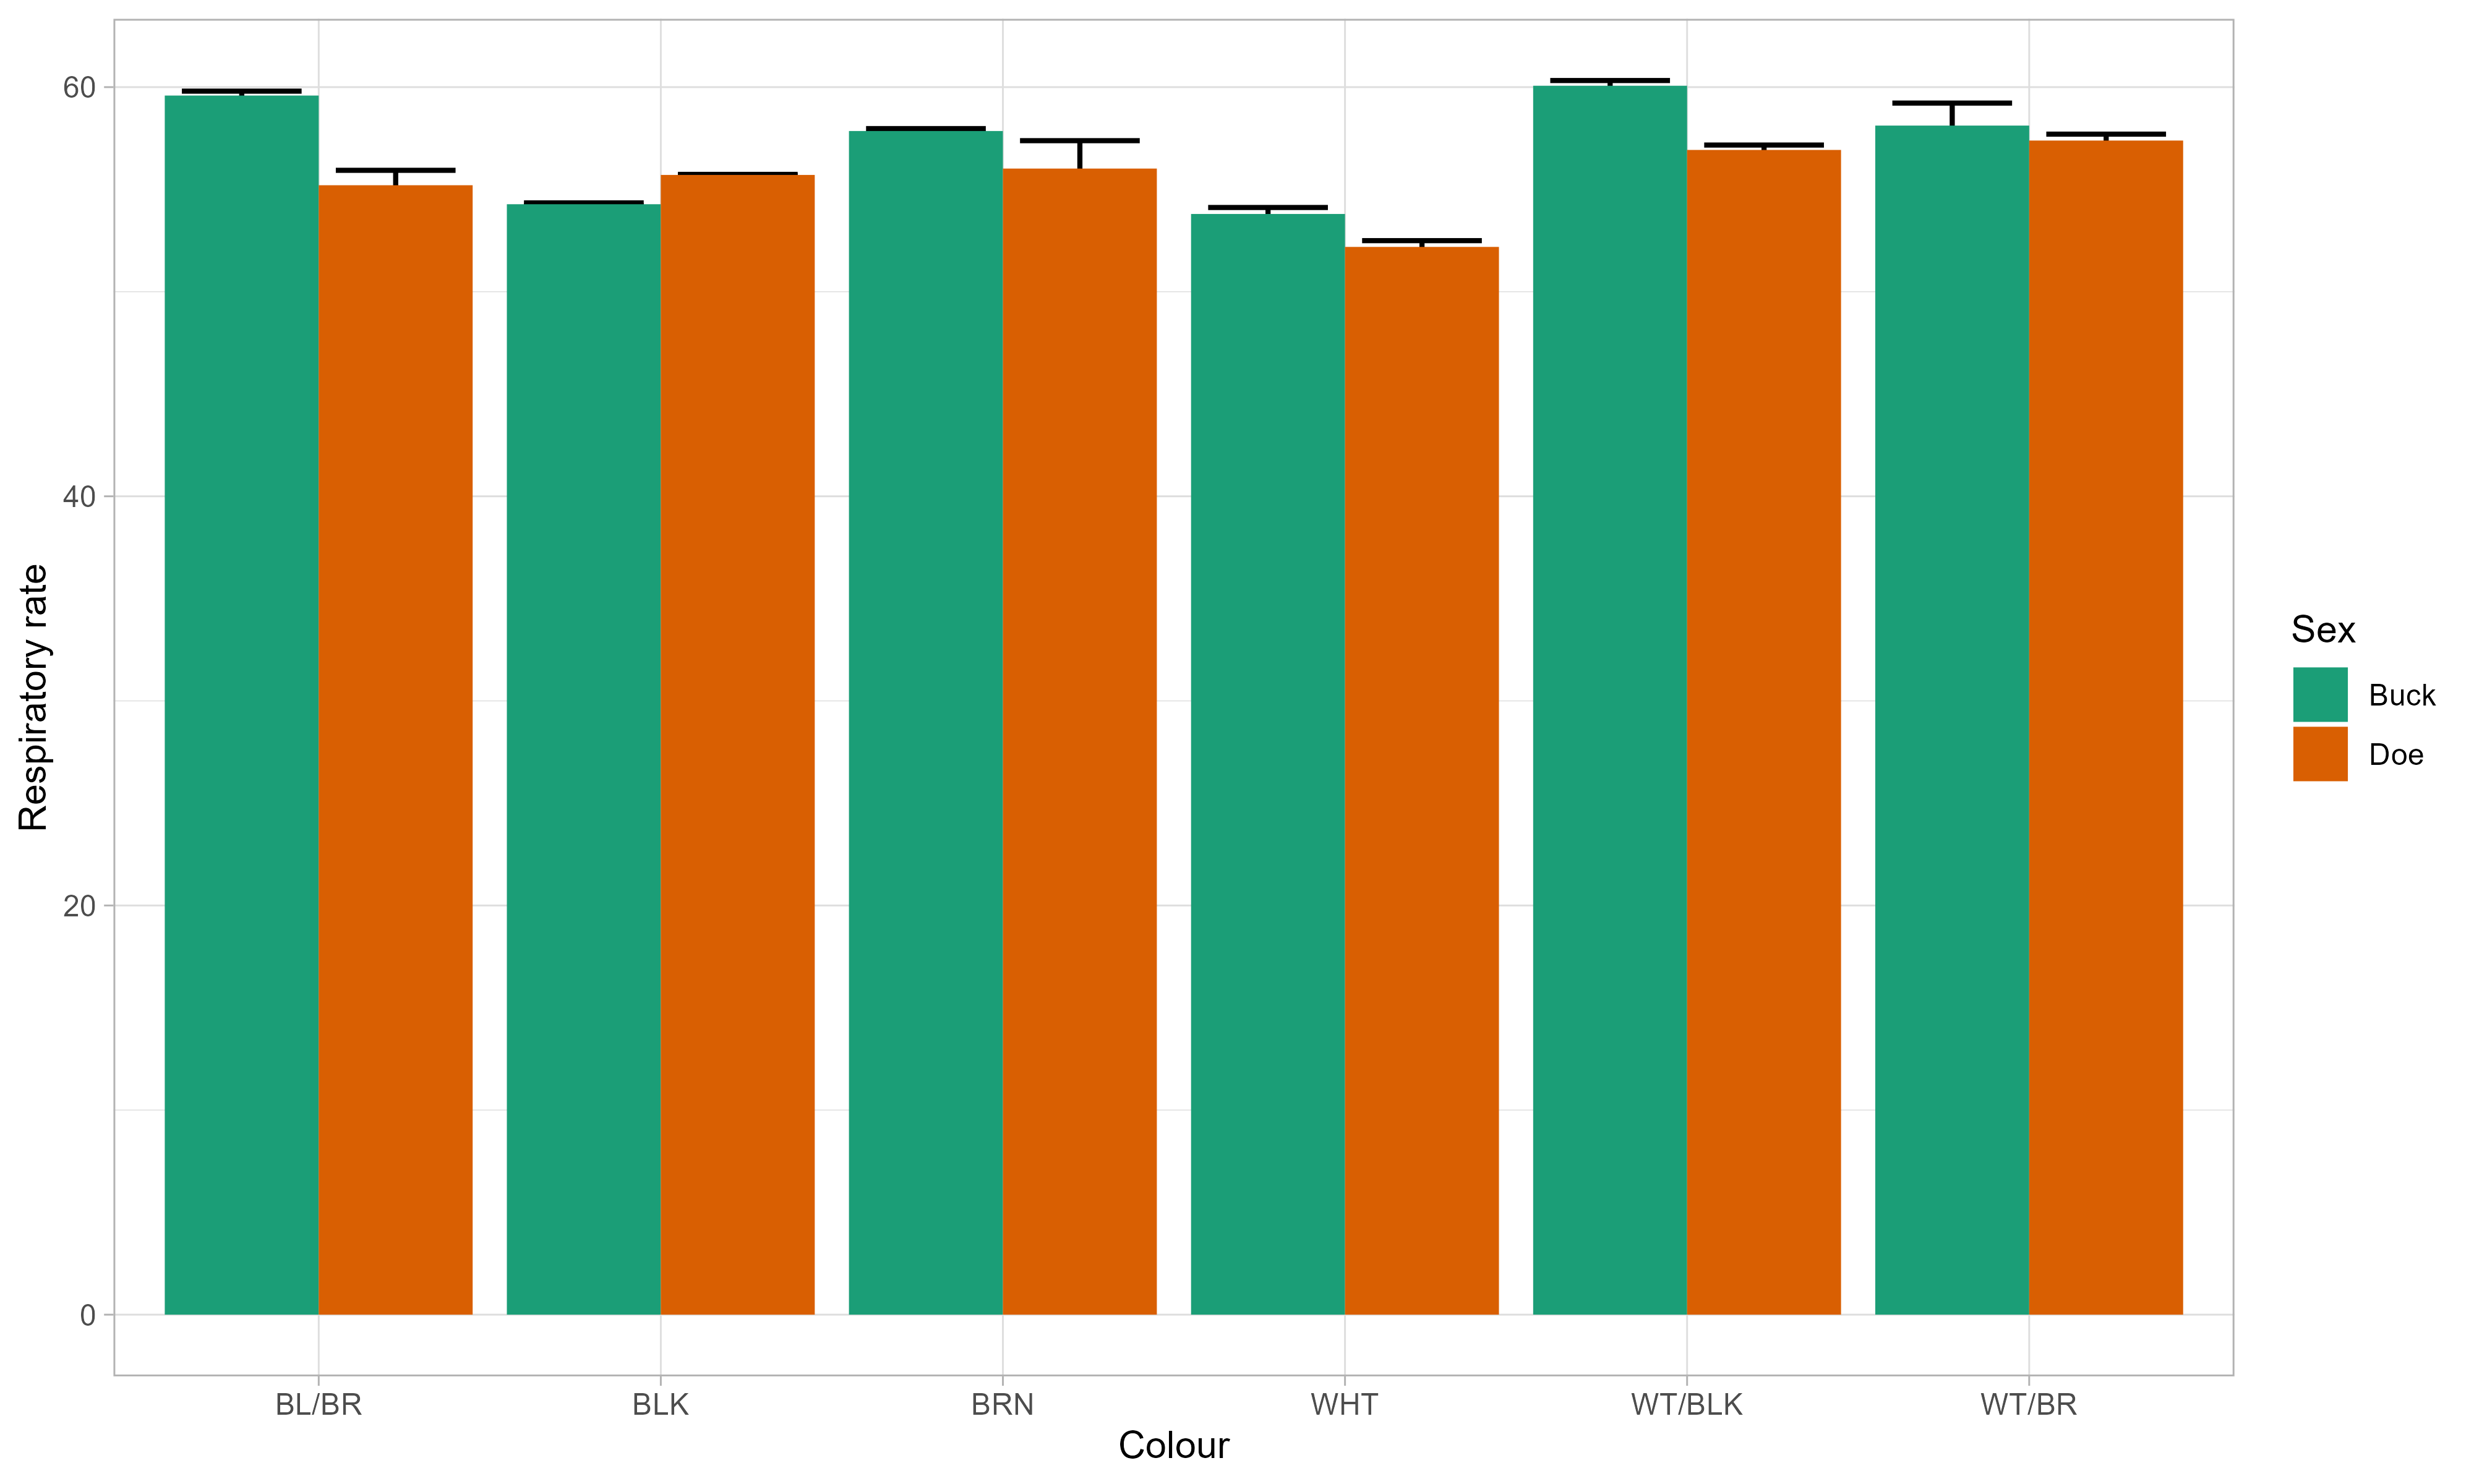 60
40
20
0
Respiratory rate
BL/BR
BLK
BRN
WHT
WT/BLK
WT/BR
Colour
Sex
Buck
Doe